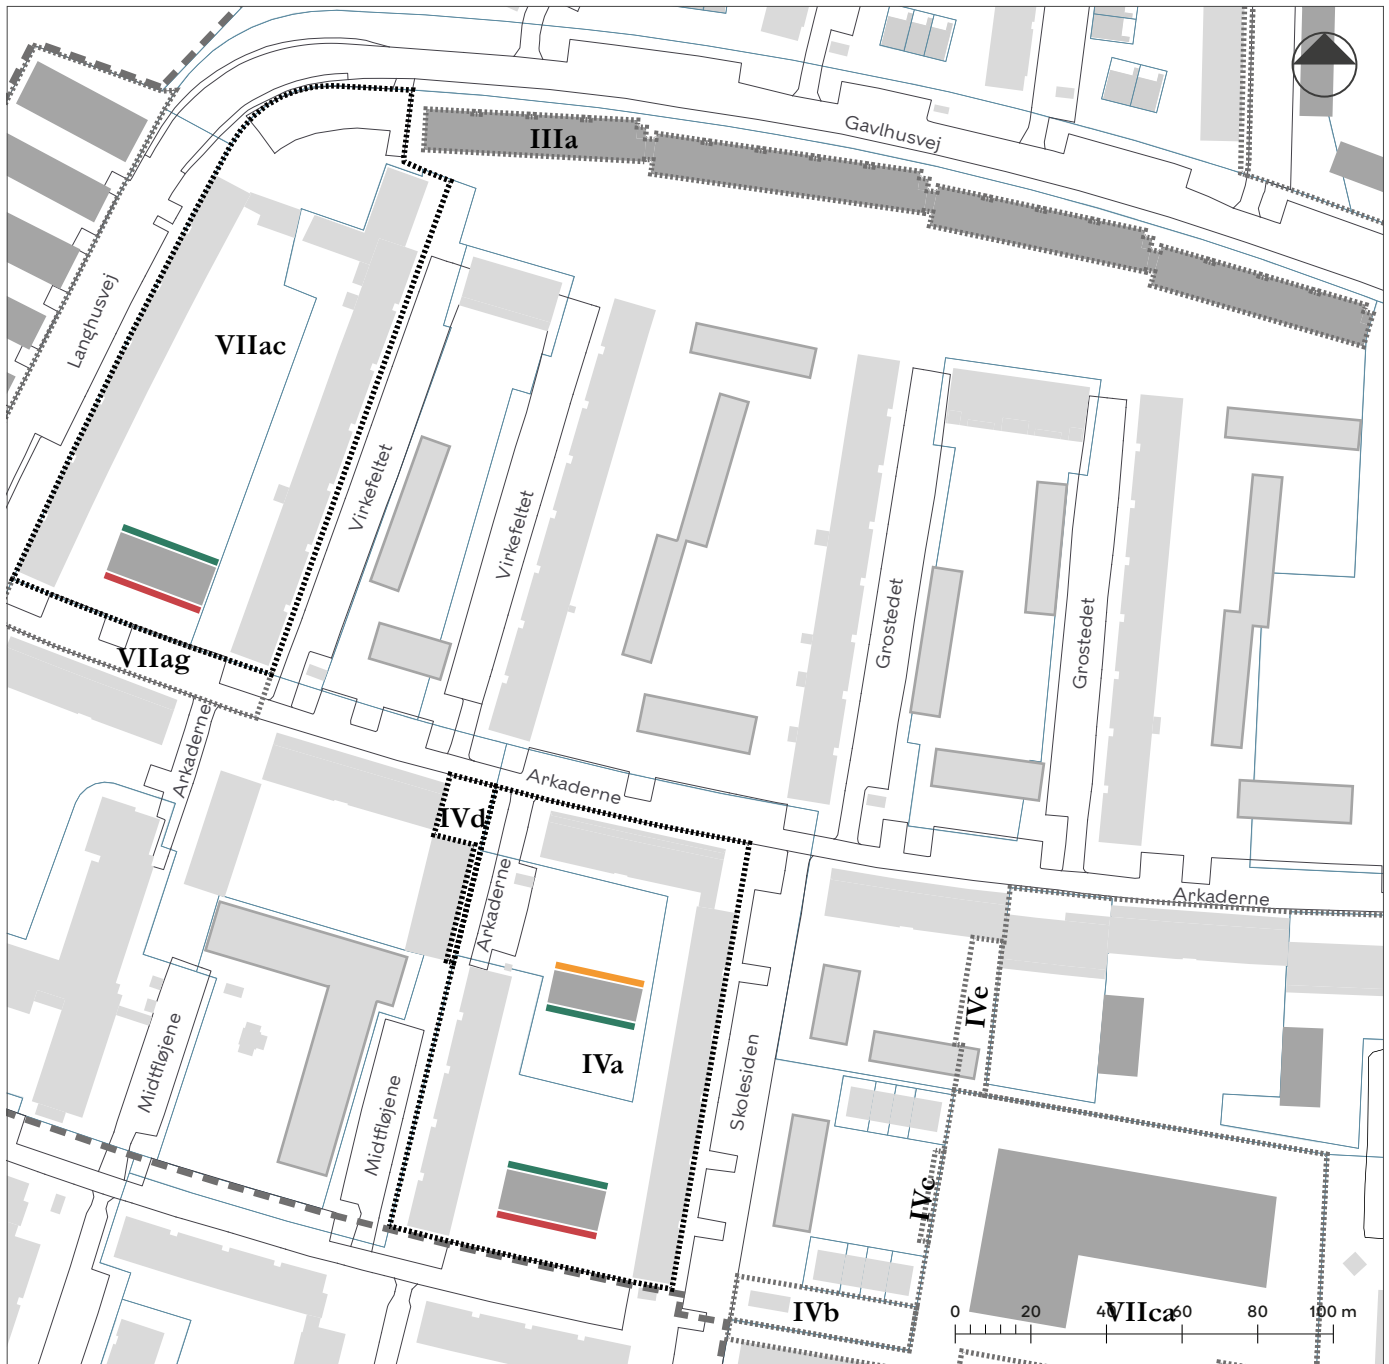 Gavlhusvej
IIIa
Langhusvej
VIIac
Virkefeltet
Virkefeltet
Grostedet
Grostedet
VIIag
Arkaderne
Arkaderne
IVd
Arkaderne
Arkaderne
IVe
Midtfløjene
IVa
Skolesiden
Midtfløjene
IVc
IVb
VIIca
0 20 40 60 80 100 m